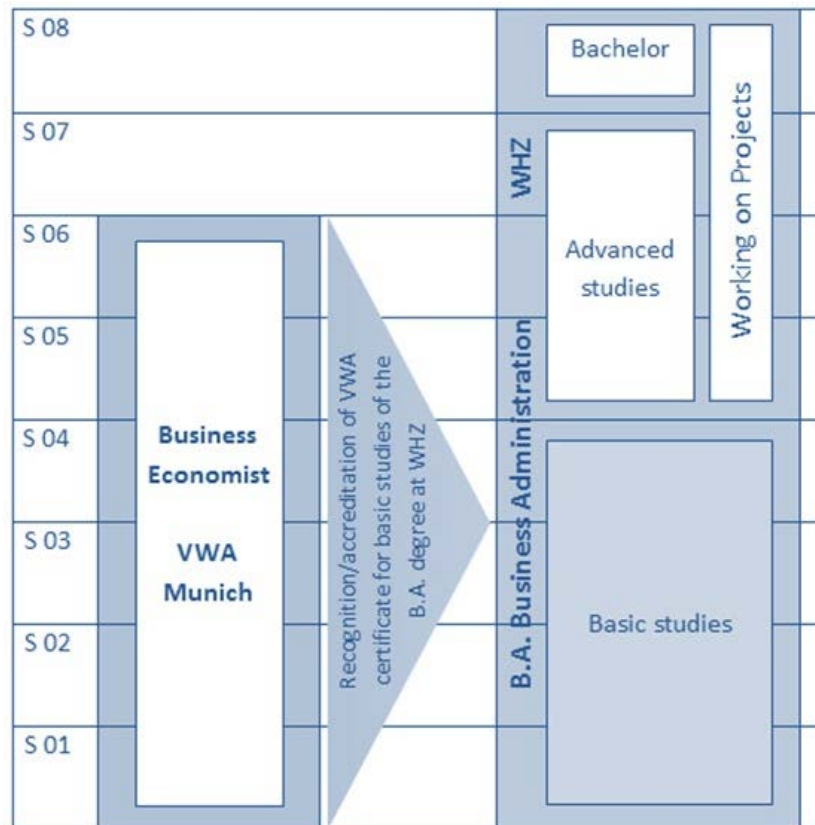 S 08
S 07
S 06
S 05
S 04
S 03
S 02
S 01
Business
Economist
VWA
Munich
Recognition/accreditation of VWA
certificate for basic studies of the
B.A. degree at WHZ
B.A. Business Administration WHZ
Bachelor
Advanced
studies
Working on Projects
Basic studies